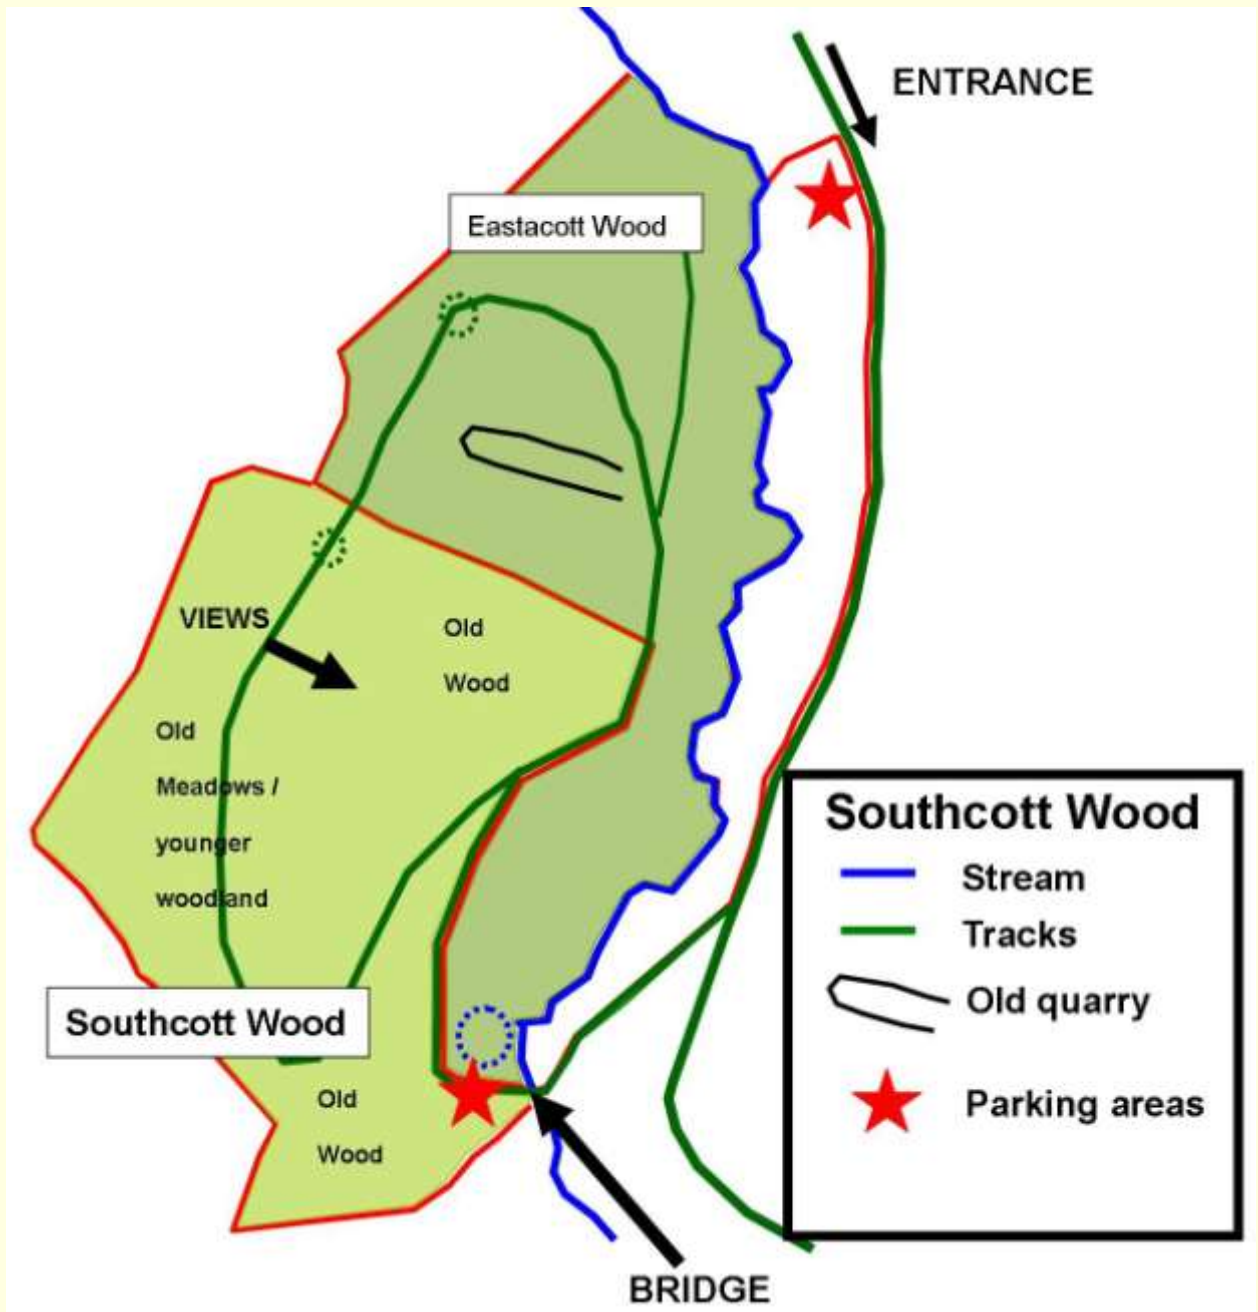 ENTRANCE
Eastacott Wood
VIEWS
Old
Wood
Old
Meadows /
younger
woodland
Southcott Wood
Old
Wood
BRIDGE
Southcott Wood
Stream
Tracks
Old quarry
Parking areas